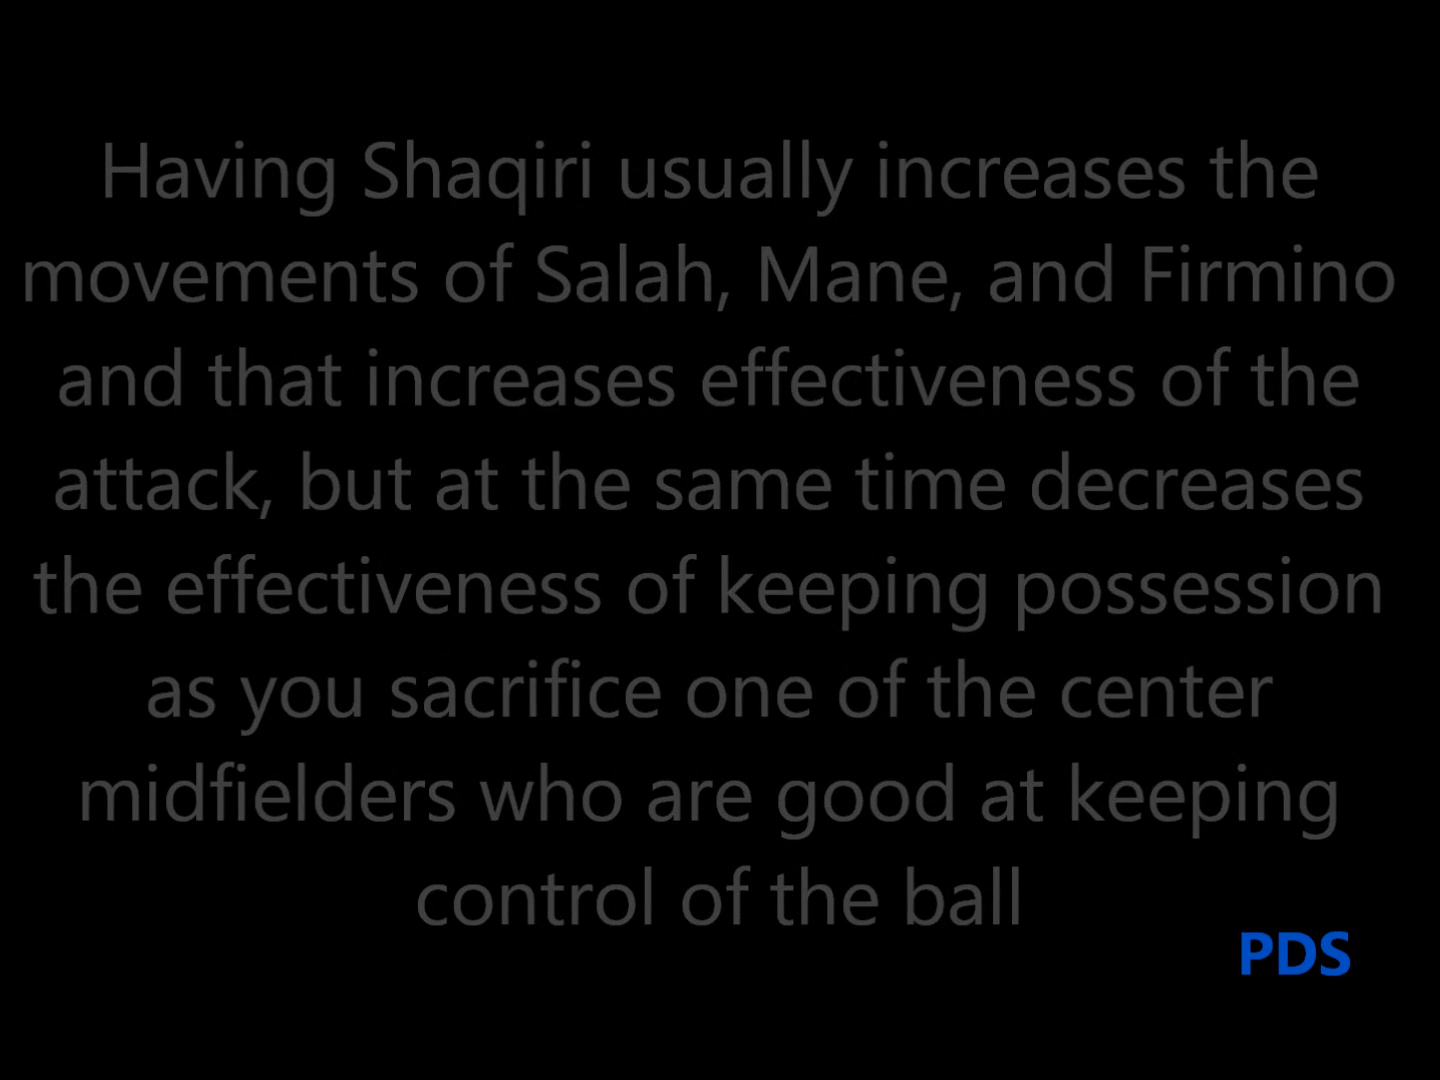 Having Shaqiri usually increases the
movements of Salah, Mane, and Firmino
and that increases effectiveness of the
attack, but at the same time decreases
the effectiveness of keeping possession
as you sacrifice one of the center
midfielders who are good at keeping
control of the ball
PDS